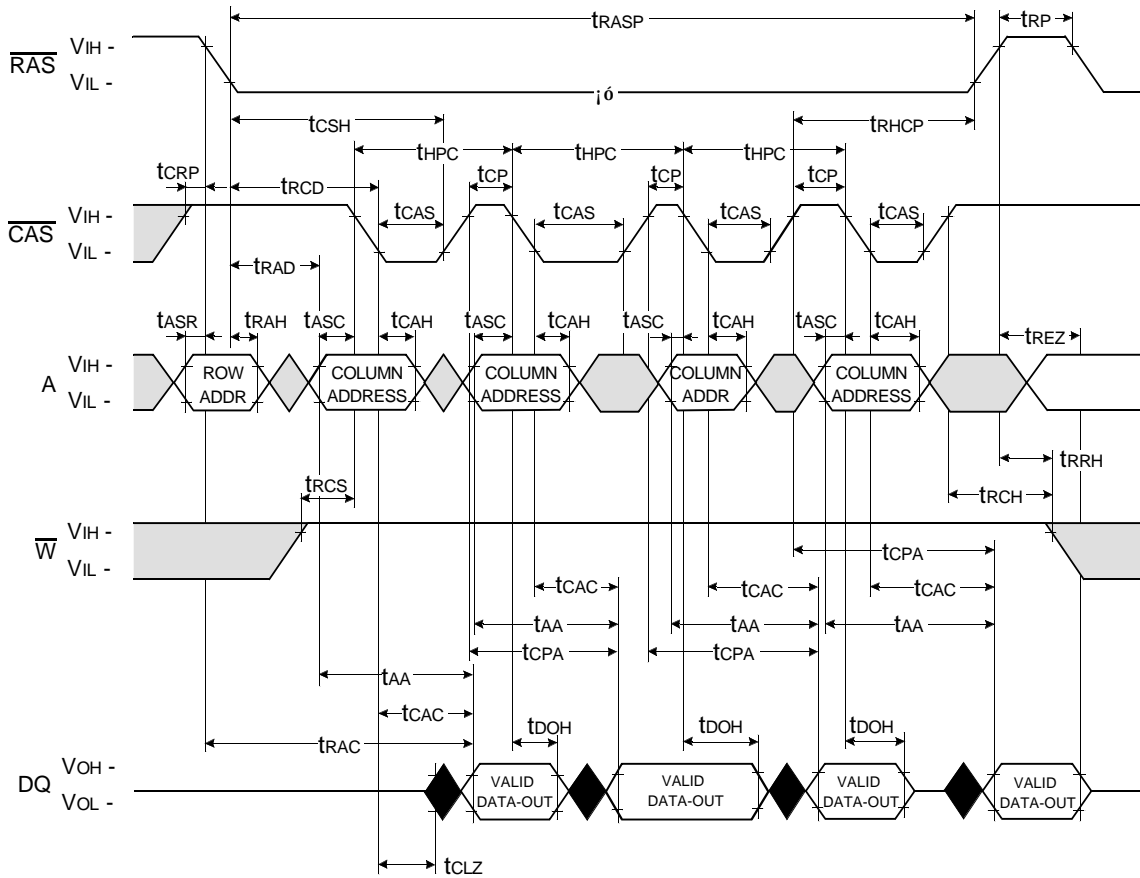 tRASP tRP
RAS VIH -
VIL -
¡ó
tCSH tRHCP
tHPC tHPC tHPC
tCRP tRCD tCP tCP tCP
CAS VIH -
VIL -
tCAS tCAS tCAS tCAS
tRAD
tASR tRAH tASC tCAH tASC tCAH tASC tCAH tASC tCAH tREZ
A VIH -
VIL -
ROW ADDR
COLUMN ADDRESS
COLUMN ADDRESS
COLUMN ADDR
COLUMN ADDRESS
tRRH
tRCS tRCH
W VIH -
VIL -
tCPA
tCAC tCAC tCAC
tAA tAA tAA
tCPA tCPA
tAA
tCAC
tRAC tDOH tDOH tDOH
DQ VOH -
VOL -
VALID DATA-OUT
VALID DATA-OUT
VALID DATA-OUT
VALID DATA-OUT
tCLZ